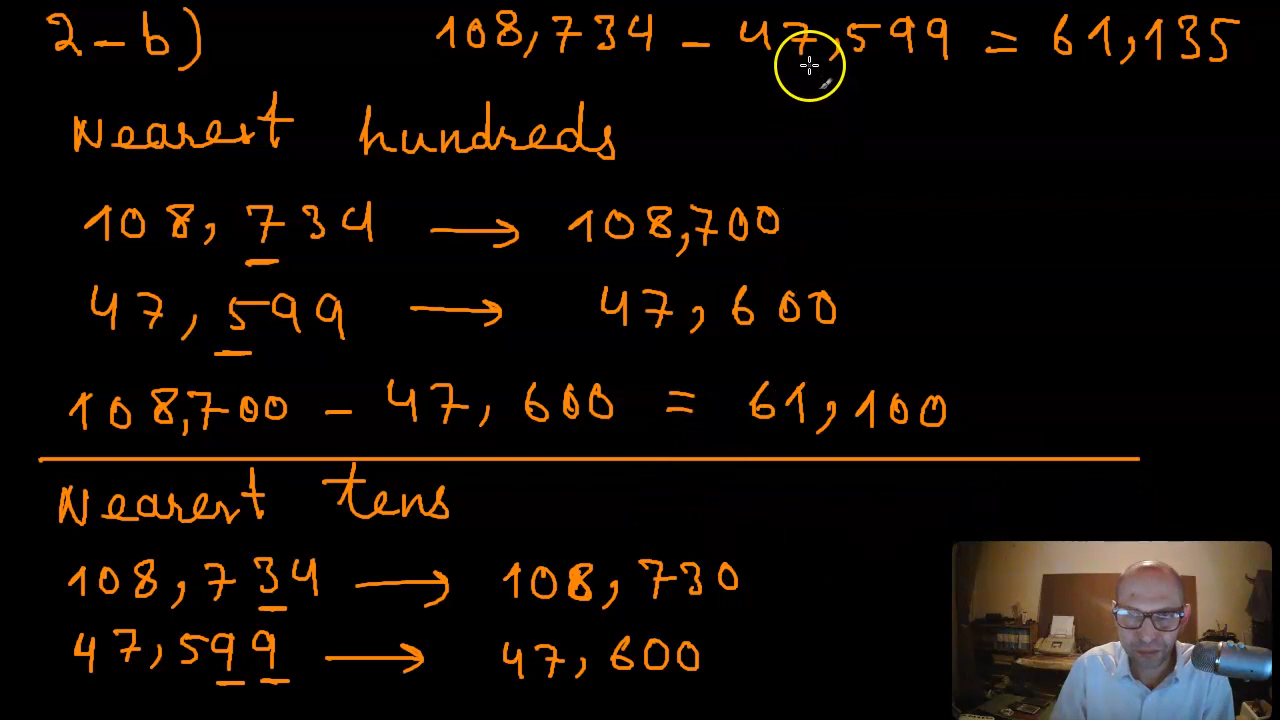 2-b) 108,734 - 47,599 = 61,135
Nearest hundreds
108,734 → 108,700
47,599 → 47,600
108,700 - 47,600 = 61,100
Nearest tens
108,734 → 108,730
47,599 → 47,600